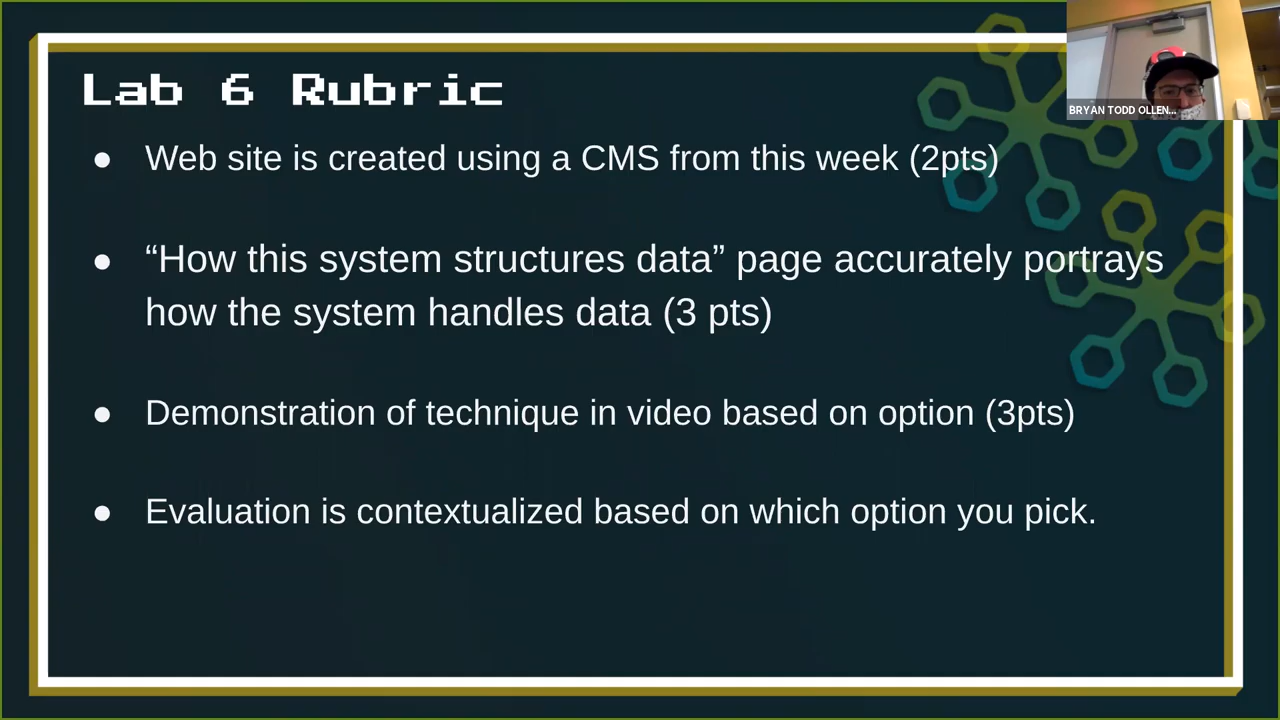 Lab 6 Rubric
BRYAN TODD OLLEN...
● Web site is created using a CMS from this week (2pts)
● “How this system structures data” page accurately portrays
how the system handles data (3 pts)
● Demonstration of technique in video based on option (3pts)
● Evaluation is contextualized based on which option you pick.